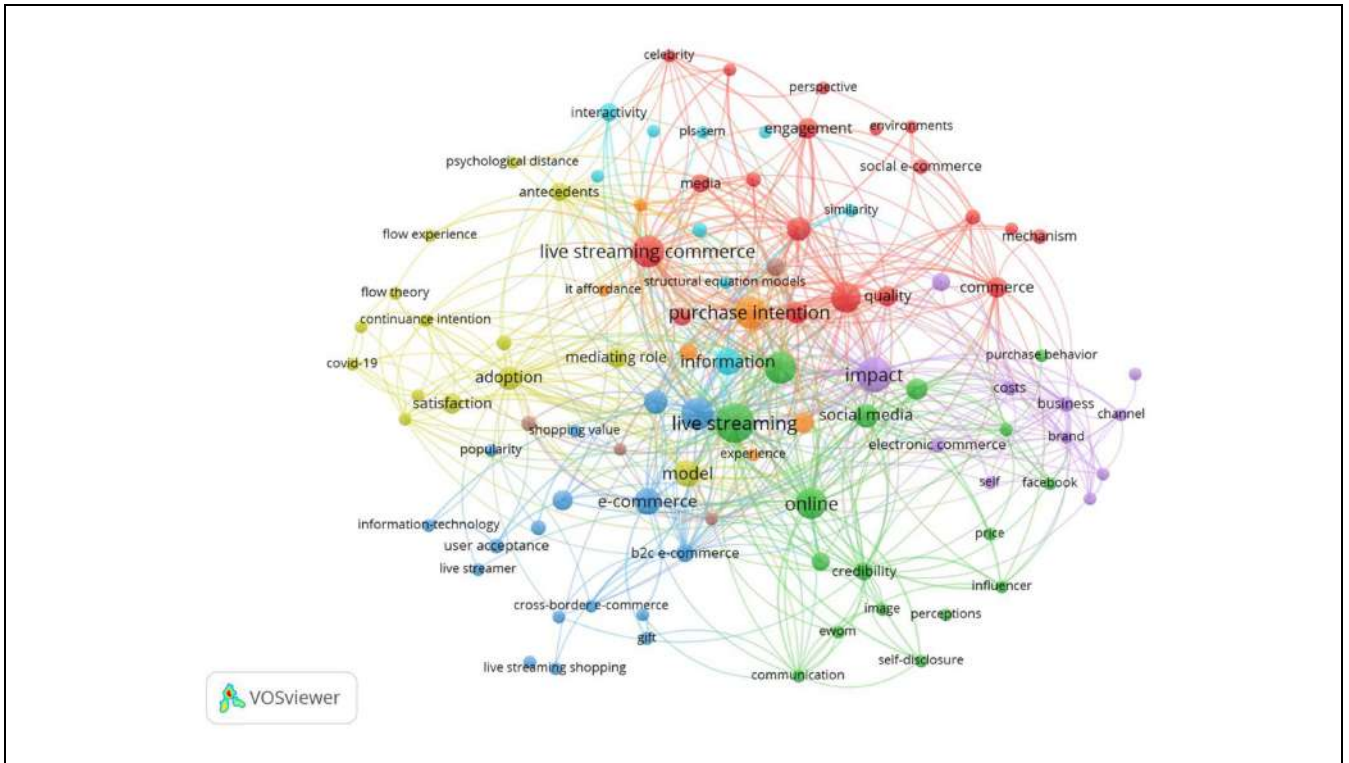 celebrity
perspective
interactivity
pls-sem
engagement
environments
psychological distance
social e-commerce
media
antecedents
similarity
flow experience
mechanism
live streaming commerce
structural equation models
it affordance
flow theory
quality
commerce
purchase intention
continuance intention
mediating role
information
purchase behavior
covid-19
adoption
impact
costs
satisfaction
business
channel
social media
live streaming
shopping value
brand
electronic commerce
popularity
experience
model
self
facebook
e-commerce
online
information-technology
price
user acceptance
b2c e-commerce
live streamer
credibility
influencer
cross-border e-commerce
image
perceptions
gift
ewom
self-disclosure
live streaming shopping
communication
VOSviewer